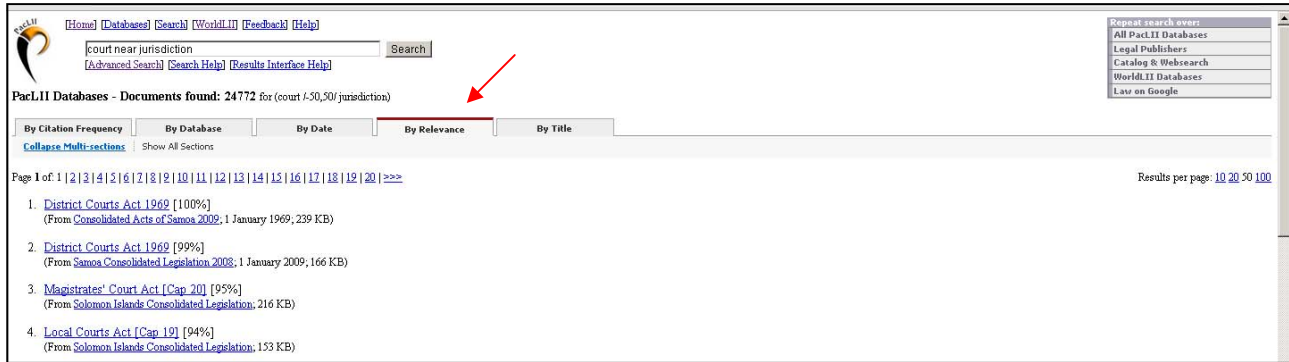 PacLII
[Home] [Databases] [Search] [WorldLII] [Feedback] [Help]
court near jurisdiction
Search
[Advanced Search] [Search Help] [Results Interface Help]
Repeat search over:
All PacLII Databases
Legal Publishers
Catalog & Websearch
WorldLII Databases
Law on Google
PacLII Databases - Documents found: 24772 for (court /-50,50/ jurisdiction)
By Citation Frequency By Database By Date By Relevance By Title
Collapse Multi-sections | Show All Sections
Page 1 of: 1 | 2 | 3 | 4 | 5 | 6 | 7 | 8 | 9 | 10 | 11 | 12 | 13 | 14 | 15 | 16 | 17 | 18 | 19 | 20 | >>> Results per page: 10 20 50 100
1. District Courts Act 1969 [100%]
(From Consolidated Acts of Samoa 2009; 1 January 1969; 239 KB)
2. District Courts Act 1969 [99%]
(From Samoa Consolidated Legislation 2008; 1 January 2009; 166 KB)
3. Magistrates' Court Act [Cap 20] [95%]
(From Solomon Islands Consolidated Legislation; 216 KB)
4. Local Courts Act [Cap 19] [94%]
(From Solomon Islands Consolidated Legislation; 153 KB)